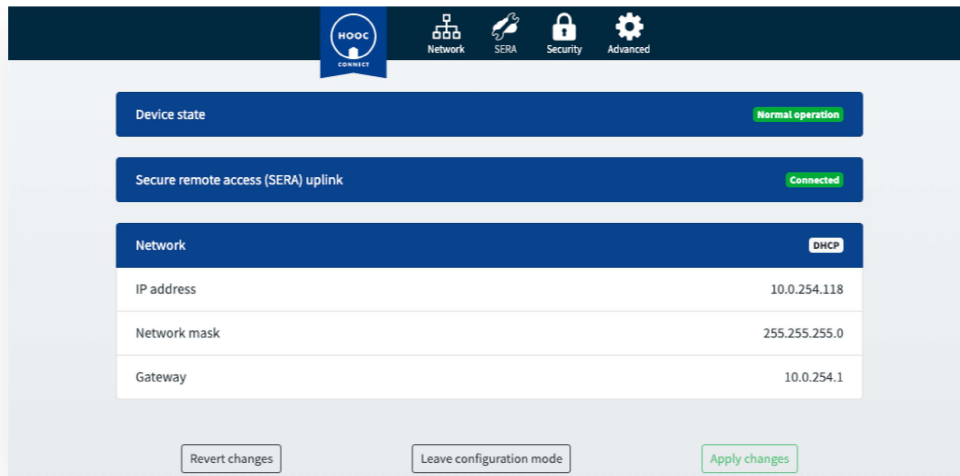 HOOC
CONNECT
Network SERA Security Advanced
Device state Normal operation
Secure remote access (SERA) uplink Connected
Network DHCP
IP address 10.0.254.118
Network mask 255.255.255.0
Gateway 10.0.254.1
Revert changes Leave configuration mode Apply changes